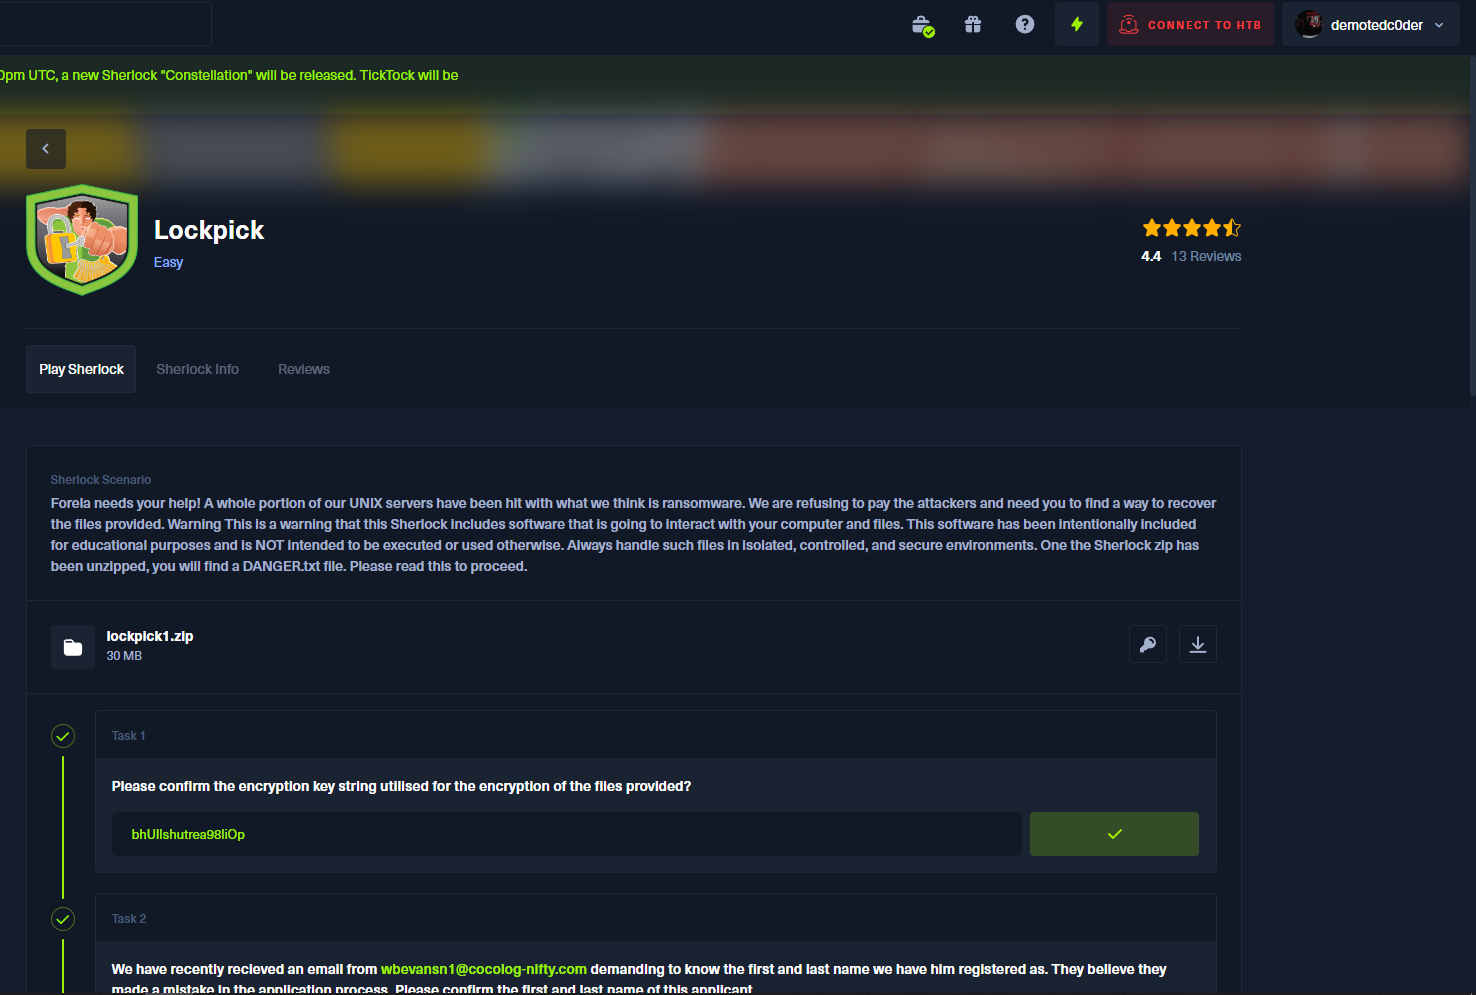 CONNECT TO HTB
demotedc0der
0pm UTC, a new Sherlock "Constellation" will be released. TickTock will be
Lockpick
Easy
4.4 13 Reviews
Play Sherlock
Sherlock Info
Reviews
Sherlock Scenario
Forela needs your help! A whole portion of our UNIX servers have been hit with what we think is ransomware. We are refusing to pay the attackers and need you to find a way to recover
the files provided. Warning This is a warning that this Sherlock includes software that is going to interact with your computer and files. This software has been intentionally included
for educational purposes and is NOT intended to be executed or used otherwise. Always handle such files in isolated, controlled, and secure environments. One the Sherlock zip has
been unzipped, you will find a DANGER.txt file. Please read this to proceed.
lockpick1.zip
30 MB
Task 1
Please confirm the encryption key string utilised for the encryption of the files provided?
bhUIlshutrea98liOp
Task 2
We have recently recieved an email from wbevansn1@cocolog-nifty.com demanding to know the first and last name we have him registered as. They believe they
made a mistake in the application process. Please confirm the first and last name of this applicant.